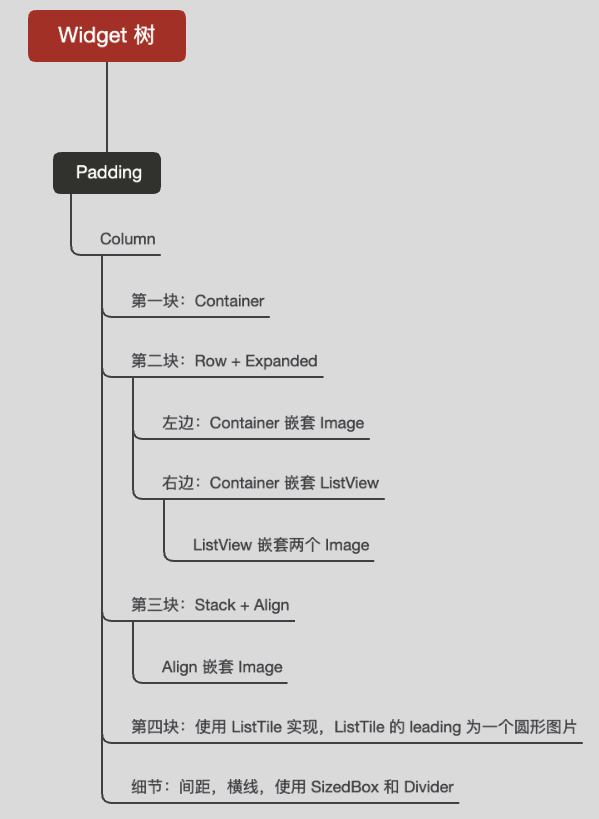 Widget 树
Padding
Column
第一块：Container
第二块：Row + Expanded
左边：Container 嵌套 Image
右边：Container 嵌套 ListView
ListView 嵌套两个 Image
第三块：Stack + Align
Align 嵌套 Image
第四块：使用 ListTile 实现，ListTile 的 leading 为一个圆形图片
细节：间距，横线，使用 SizedBox 和 Divider